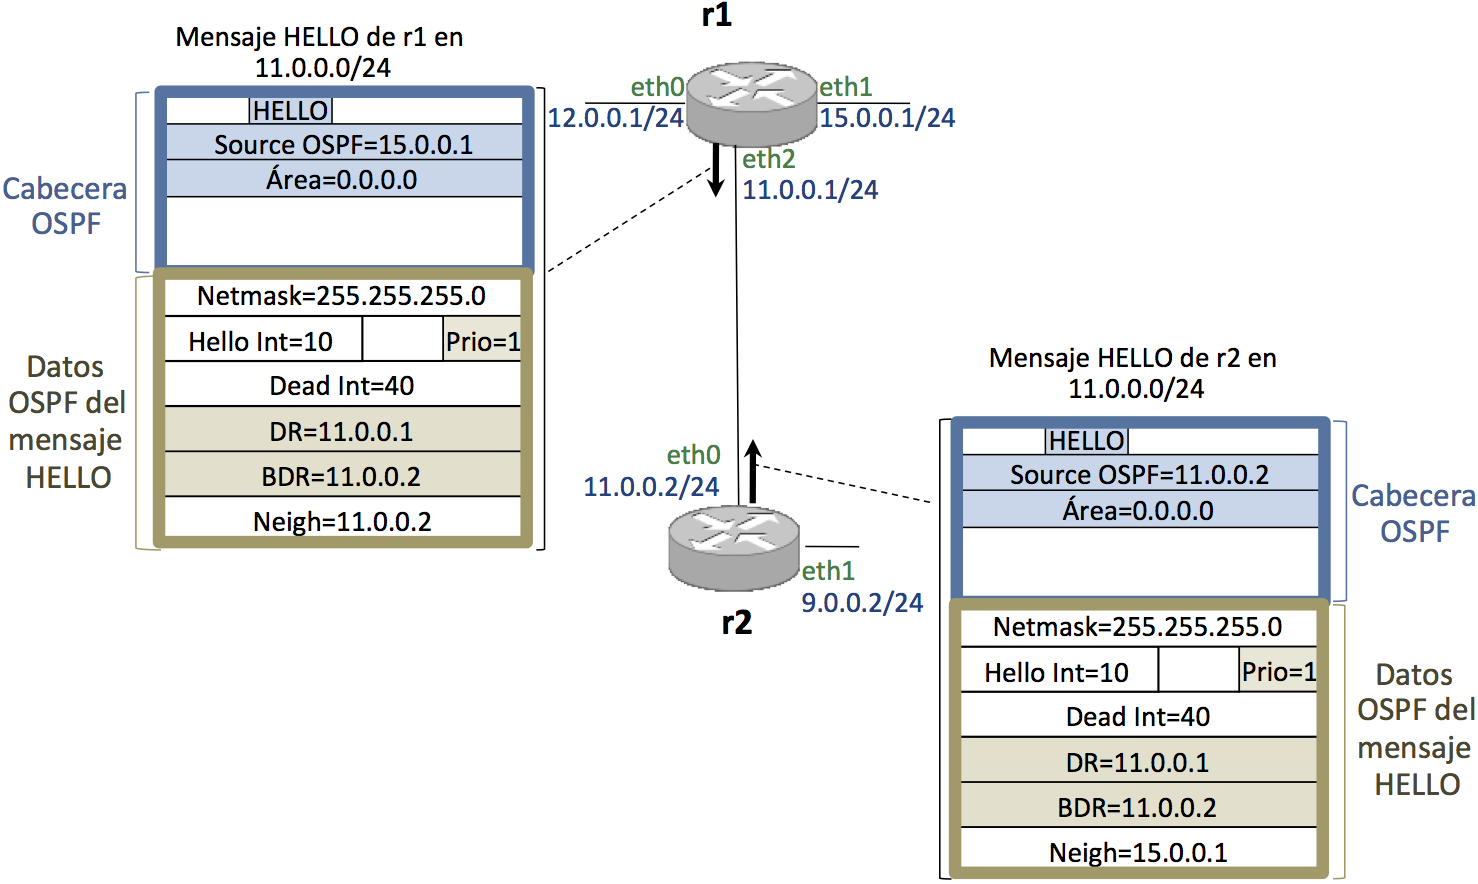 r1
Mensaje HELLO de r1 en
11.0.0.0/24
HELLO
Source OSPF=15.0.0.1
Área=0.0.0.0
Cabecera
OSPF
Netmask=255.255.255.0
Hello Int=10
Prio=1
Dead Int=40
DR=11.0.0.1
BDR=11.0.0.2
Neigh=11.0.0.2
Datos
OSPF del
mensaje
HELLO
eth0
12.0.0.1/24
eth1
15.0.0.1/24
eth2
11.0.0.1/24
eth0
11.0.0.2/24
eth1
9.0.0.2/24
r2
Mensaje HELLO de r2 en
11.0.0.0/24
HELLO
Source OSPF=11.0.0.2
Área=0.0.0.0
Cabecera
OSPF
Netmask=255.255.255.0
Hello Int=10
Prio=1
Dead Int=40
DR=11.0.0.1
BDR=11.0.0.2
Neigh=15.0.0.1
Datos
OSPF del
mensaje
HELLO